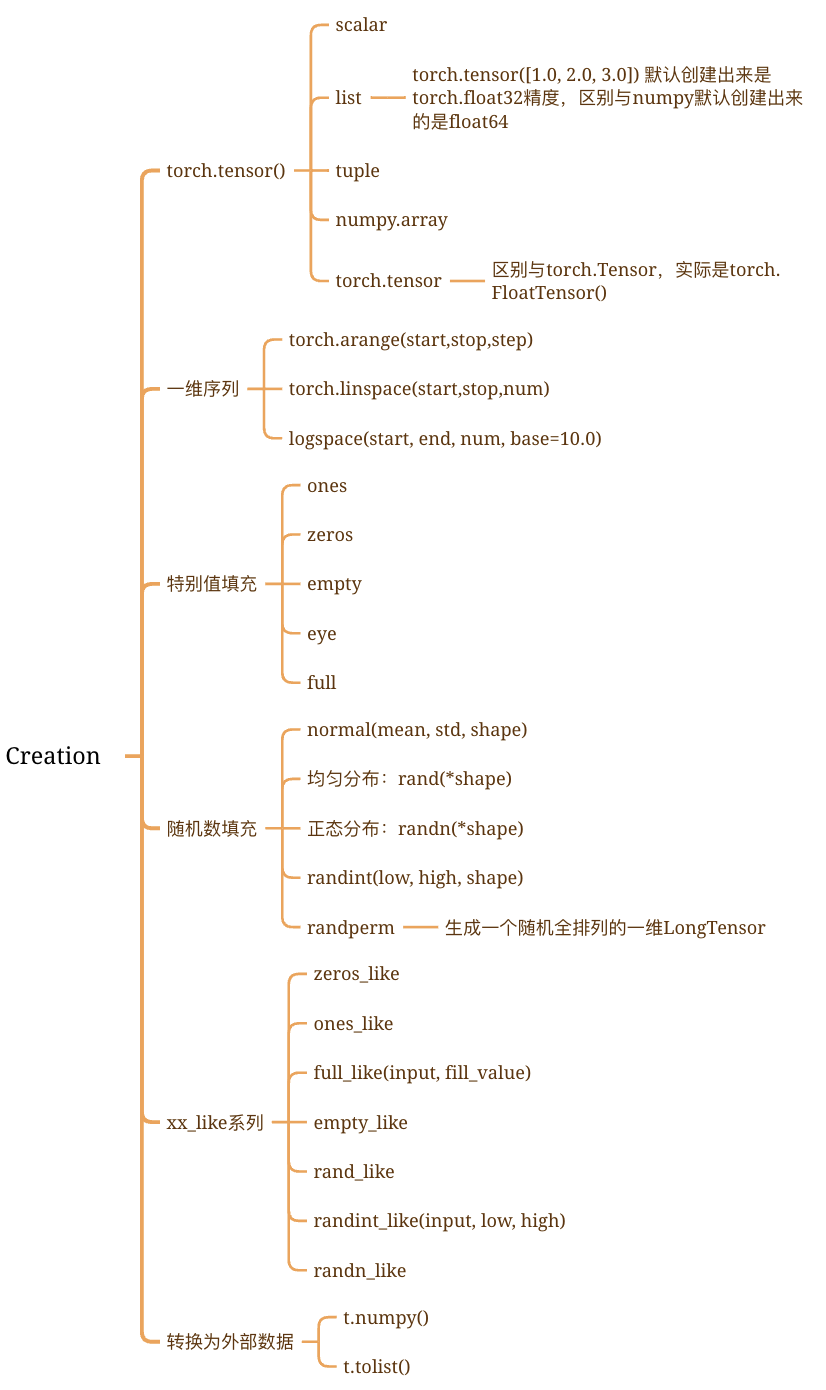 Creation
torch.tensor()
scalar
list
torch.tensor([1.0, 2.0, 3.0]) 默认创建出来是
torch.float32精度，区别与numpy默认创建出来
的是float64
tuple
numpy.array
torch.tensor
区别与torch.Tensor，实际是torch.
FloatTensor()
一维序列
torch.arange(start,stop,step)
torch.linspace(start,stop,num)
logspace(start, end, num, base=10.0)
特别值填充
ones
zeros
empty
eye
full
随机数填充
normal(mean, std, shape)
均匀分布：rand(*shape)
正态分布：randn(*shape)
randint(low, high, shape)
randperm
生成一个随机全排列的一维LongTensor
xx_like系列
zeros_like
ones_like
full_like(input, fill_value)
empty_like
rand_like
randint_like(input, low, high)
randn_like
转换为外部数据
t.numpy()
t.tolist()